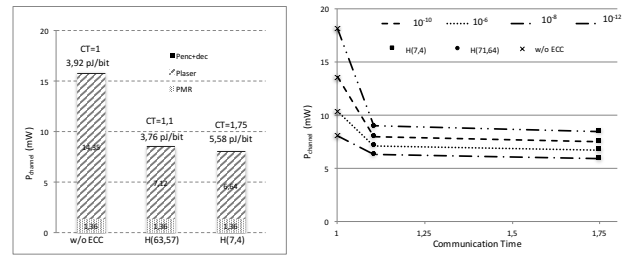 20
15
10
5
0
P channel (mW)
CT=1
3,92 pJ/bit
CT=1,1
3,76 pJ/bit
CT=1,75
5,58 pJ/bit
Penc+dec
Plaser
PMR
14,35
7,12
6,64
1,36
1,36
1,36
w/o ECC
H(63,57)
H(7,4)
20
15
10
5
0
P channel (mW)
10-10
10-6
10-8
10-12
H(7,4)
H(71,64)
w/o ECC
1
1,25
1,5
1,75
Communication Time